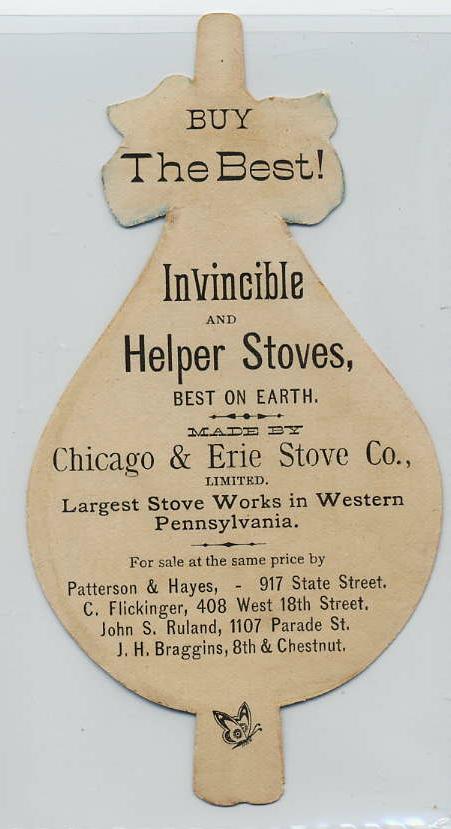 BUY
The Best!
Invincible
AND
Helper Stoves,
BEST ON EARTH.
MADE BY
Chicago & Erie Stove Co.,
LIMITED.
Largest Stove Works in Western
Pennsylvania.
For sale at the same price by
Patterson & Hayes, - 917 State Street.
C. Flickinger, 408 West 18th Street.
John S. Ruland, 1107 Parade St.
J. H. Braggins, 8th & Chestnut.